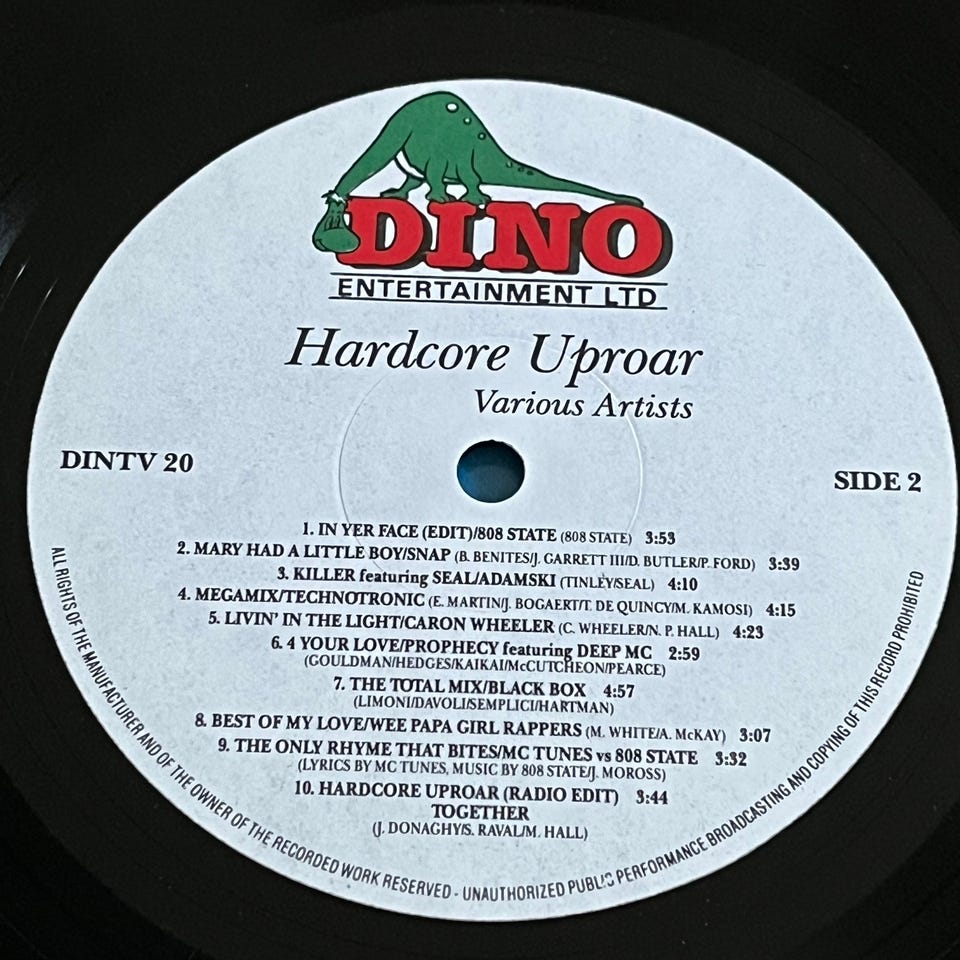 DINO
ENTERTAINMENT LTD
Hardcore Uproar
Various Artists
DINTV 20
SIDE 2
1. IN YER FACE (EDIT)/808 STATE (808 STATE) 3:53
2. MARY HAD A LITTLE BOY/SNAP (B. BENITES/J. GARRETT III/D. BUTLER/P. FORD) 3:39
3. KILLER featuring SEAL/ADAMSKI (TINLEY/SEAL) 4:10
4. MEGAMIX/TECHNOTRONIC (E. MARTIN/J. BOGAERT/T. DE QUINCY/M. KAMOSI) 4:15
5. LIVIN' IN THE LIGHT/CARON WHEELER (C. WHEELER/N. P. HALL) 4:23
6. 4 YOUR LOVE/PROPHECY featuring DEEP MC 2:59
(GOULDMAN/HEDGES/KAIKAI/McCUTCHEON/PEARCE)
7. THE TOTAL MIX/BLACK BOX 4:57
(LIMONI/DAVOLI/SEMPLICI/HARTMAN)
8. BEST OF MY LOVE/WEE PAPA GIRL RAPPERS (M. WHITE/A. McKAY) 3:07
9. THE ONLY RHYME THAT BITES/MC TUNES vs 808 STATE 3:32
(LYRICS BY MC TUNES, MUSIC BY 808 STATE/J. MOROSS)
10. HARDCORE UPROAR (RADIO EDIT) 3:44
TOGETHER
(J. DONAGHY/S. RAVAL/M. HALL)
ALL RIGHTS OF THE MANUFACTURER AND OF THE OWNER OF THE RECORDED WORK RESERVED - UNAUTHORIZED PUBLIC PERFORMANCE BROADCASTING AND COPYING OF THIS RECORD PROHIBITED